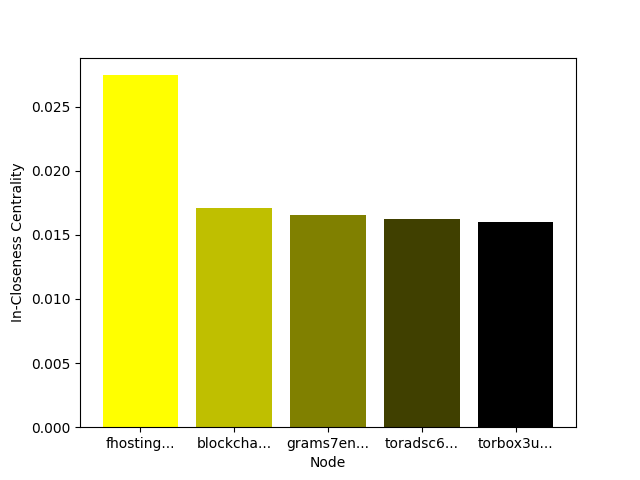 In-Closeness Centrality
0.025
0.020
0.015
0.010
0.005
0.000
fhosting... blockcha... grams7en... toradsc6... torbox3u...
Node